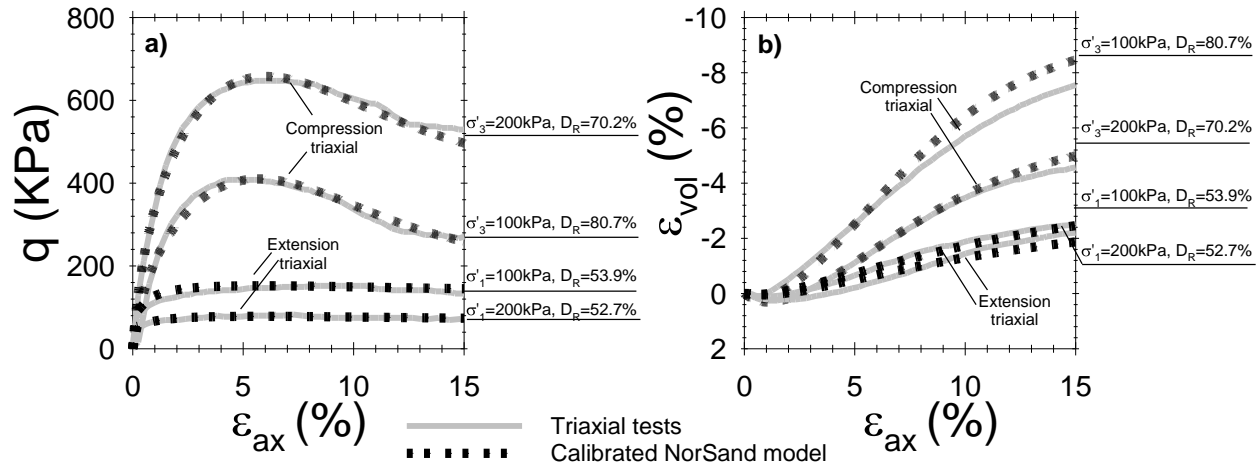 a)
q (KPa)
800
600
400
200
0
Compression
triaxial
Extension
triaxial
σ'3=200kPa, DR=70.2%
σ'3=100kPa, DR=80.7%
σ'1=100kPa, DR=53.9%
σ'1=200kPa, DR=52.7%
0 5 10 15
εax (%)
b)
εvol (%)
-10
-8
-6
-4
-2
0
2
Compression
triaxial
Extension
triaxial
σ'3=100kPa, DR=80.7%
σ'3=200kPa, DR=70.2%
σ'1=100kPa, DR=53.9%
σ'1=200kPa, DR=52.7%
0 5 10 15
εax (%)
Triaxial tests
Calibrated NorSand model